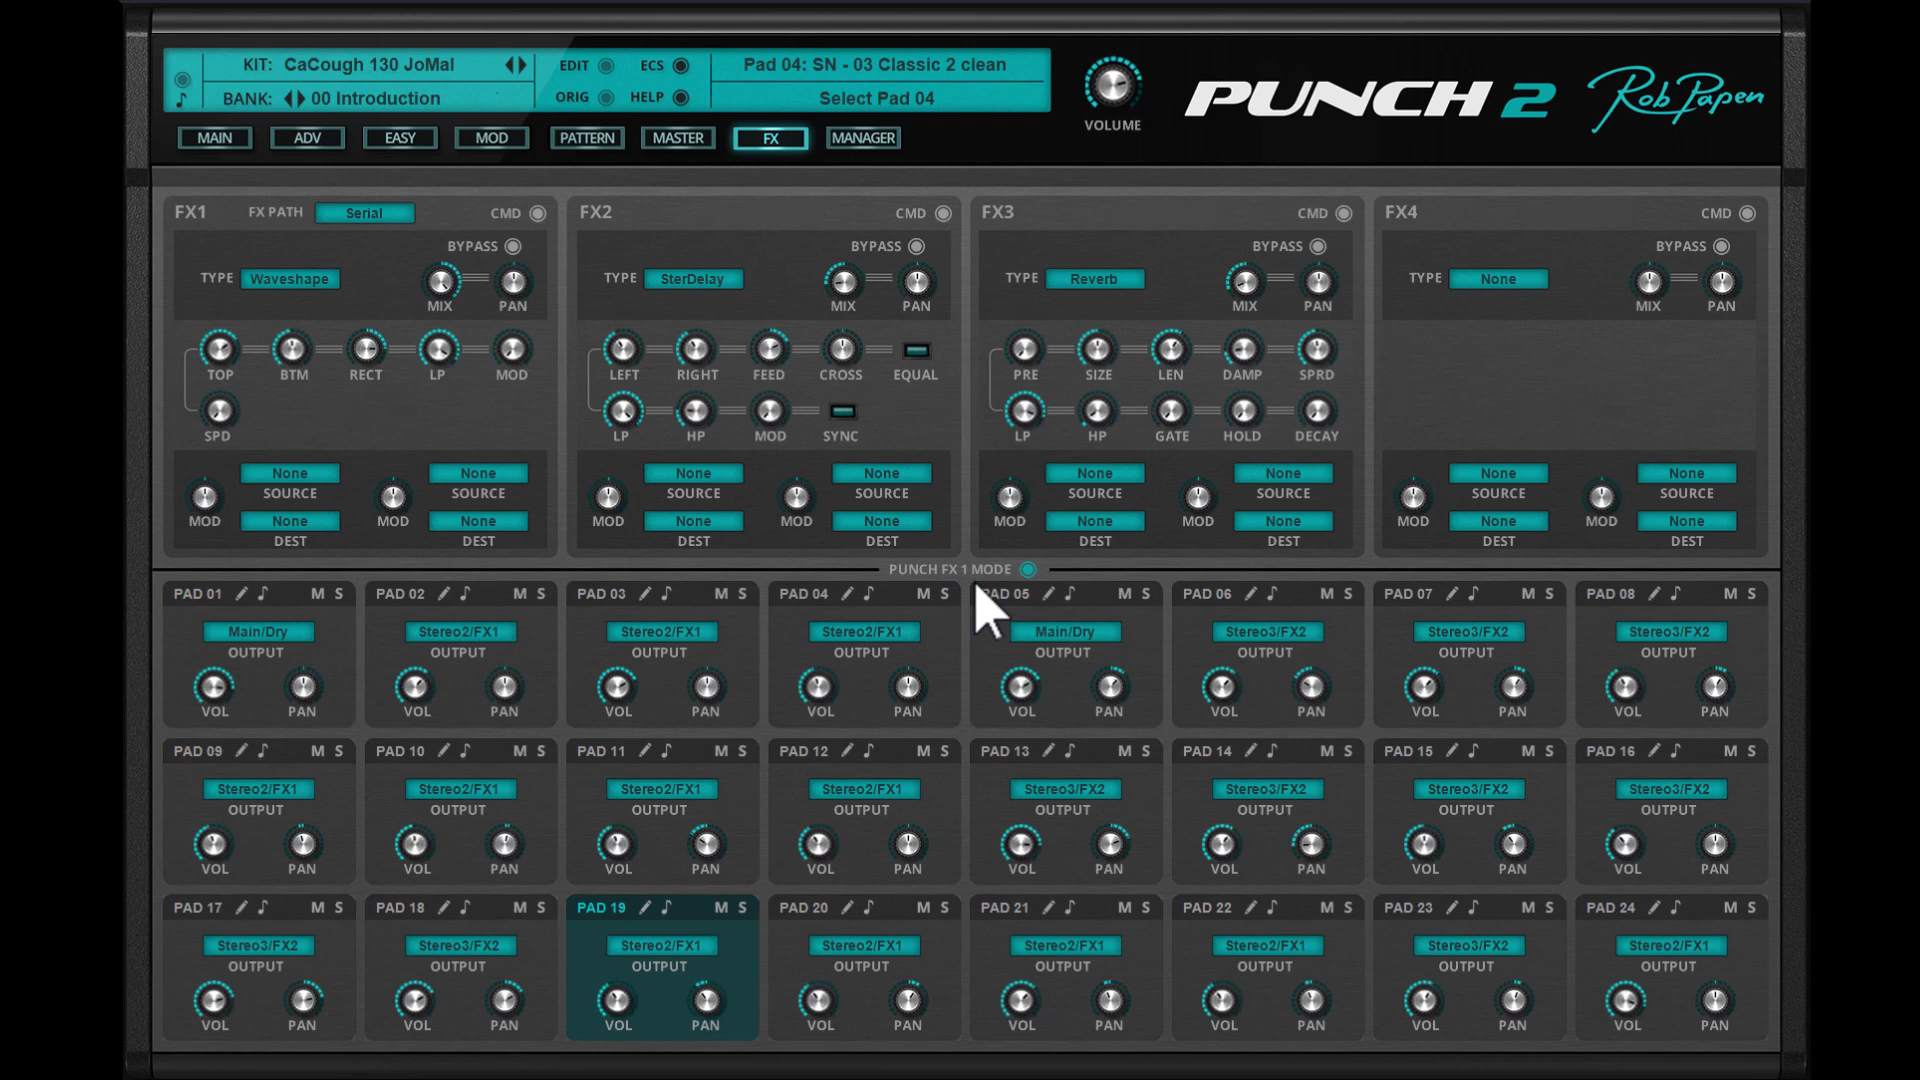 KIT: CaCough 130 JoMal
EDIT ECS
Pad 04: SN - 03 Classic 2 clean
BANK: 00 Introduction
ORIG HELP
Select Pad 04
VOLUME
PUNCH 2
Rob Papen
MAIN ADV EASY MOD PATTERN MASTER FX MANAGER
FX1 FX PATH Serial CMD
BYPASS
TYPE Waveshape
MIX PAN
TOP BTM RECT LP MOD
SPD
None None
SOURCE SOURCE
MOD None MOD None
DEST DEST
FX2 CMD
BYPASS
TYPE SterDelay
MIX PAN
LEFT RIGHT FEED CROSS EQUAL
LP HP MOD SYNC
None None
SOURCE SOURCE
MOD None MOD None
DEST DEST
FX3 CMD
BYPASS
TYPE Reverb
MIX PAN
PRE SIZE LEN DAMP SPRD
LP HP GATE HOLD DECAY
None None
SOURCE SOURCE
MOD None MOD None
DEST DEST
FX4 CMD
BYPASS
TYPE None
MIX PAN
None None
SOURCE SOURCE
MOD None MOD None
DEST DEST
PUNCH FX 1 MODE
PAD 01 M S PAD 02 M S PAD 03 M S PAD 04 M S PAD 05 M S PAD 06 M S PAD 07 M S PAD 08 M S
Main/Dry Stereo2/FX1 Stereo2/FX1 Stereo2/FX1 Main/Dry Stereo3/FX2 Stereo3/FX2 Stereo3/FX2
OUTPUT OUTPUT OUTPUT OUTPUT OUTPUT OUTPUT OUTPUT OUTPUT
VOL PAN VOL PAN VOL PAN VOL PAN VOL PAN VOL PAN VOL PAN VOL PAN
PAD 09 M S PAD 10 M S PAD 11 M S PAD 12 M S PAD 13 M S PAD 14 M S PAD 15 M S PAD 16 M S
Stereo2/FX1 Stereo2/FX1 Stereo2/FX1 Stereo2/FX1 Stereo3/FX2 Stereo3/FX2 Stereo3/FX2 Stereo3/FX2
OUTPUT OUTPUT OUTPUT OUTPUT OUTPUT OUTPUT OUTPUT OUTPUT
VOL PAN VOL PAN VOL PAN VOL PAN VOL PAN VOL PAN VOL PAN VOL PAN
PAD 17 M S PAD 18 M S PAD 19 M S PAD 20 M S PAD 21 M S PAD 22 M S PAD 23 M S PAD 24 M S
Stereo3/FX2 Stereo3/FX2 Stereo2/FX1 Stereo2/FX1 Stereo2/FX1 Stereo2/FX1 Stereo3/FX2 Stereo2/FX1
OUTPUT OUTPUT OUTPUT OUTPUT OUTPUT OUTPUT OUTPUT OUTPUT
VOL PAN VOL PAN VOL PAN VOL PAN VOL PAN VOL PAN VOL PAN VOL PAN